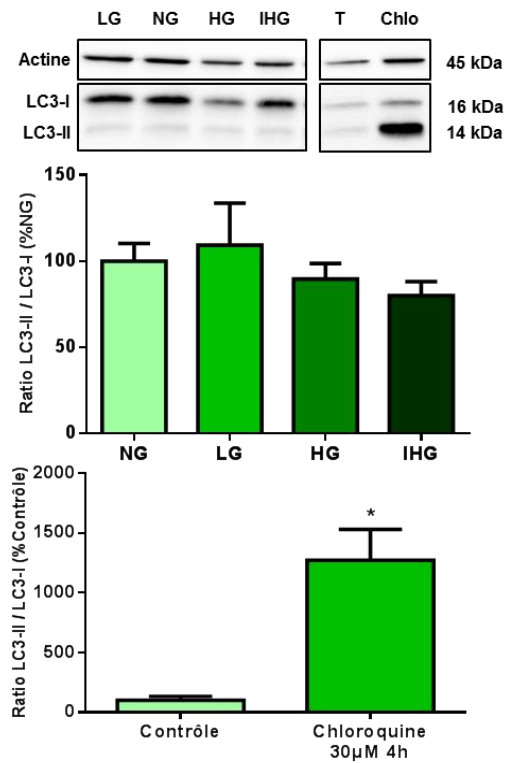 LG NG HG IHG T Chlo
Actine 45 kDa
LC3-I 16 kDa
LC3-II 14 kDa
Ratio LC3-II / LC3-I (%NG)
150
100
50
0
NG LG HG IHG
Ratio LC3-II / LC3-I (%Contrôle)
2000
1500
1000
500
0
*
Contrôle Chloroquine
30µM 4h